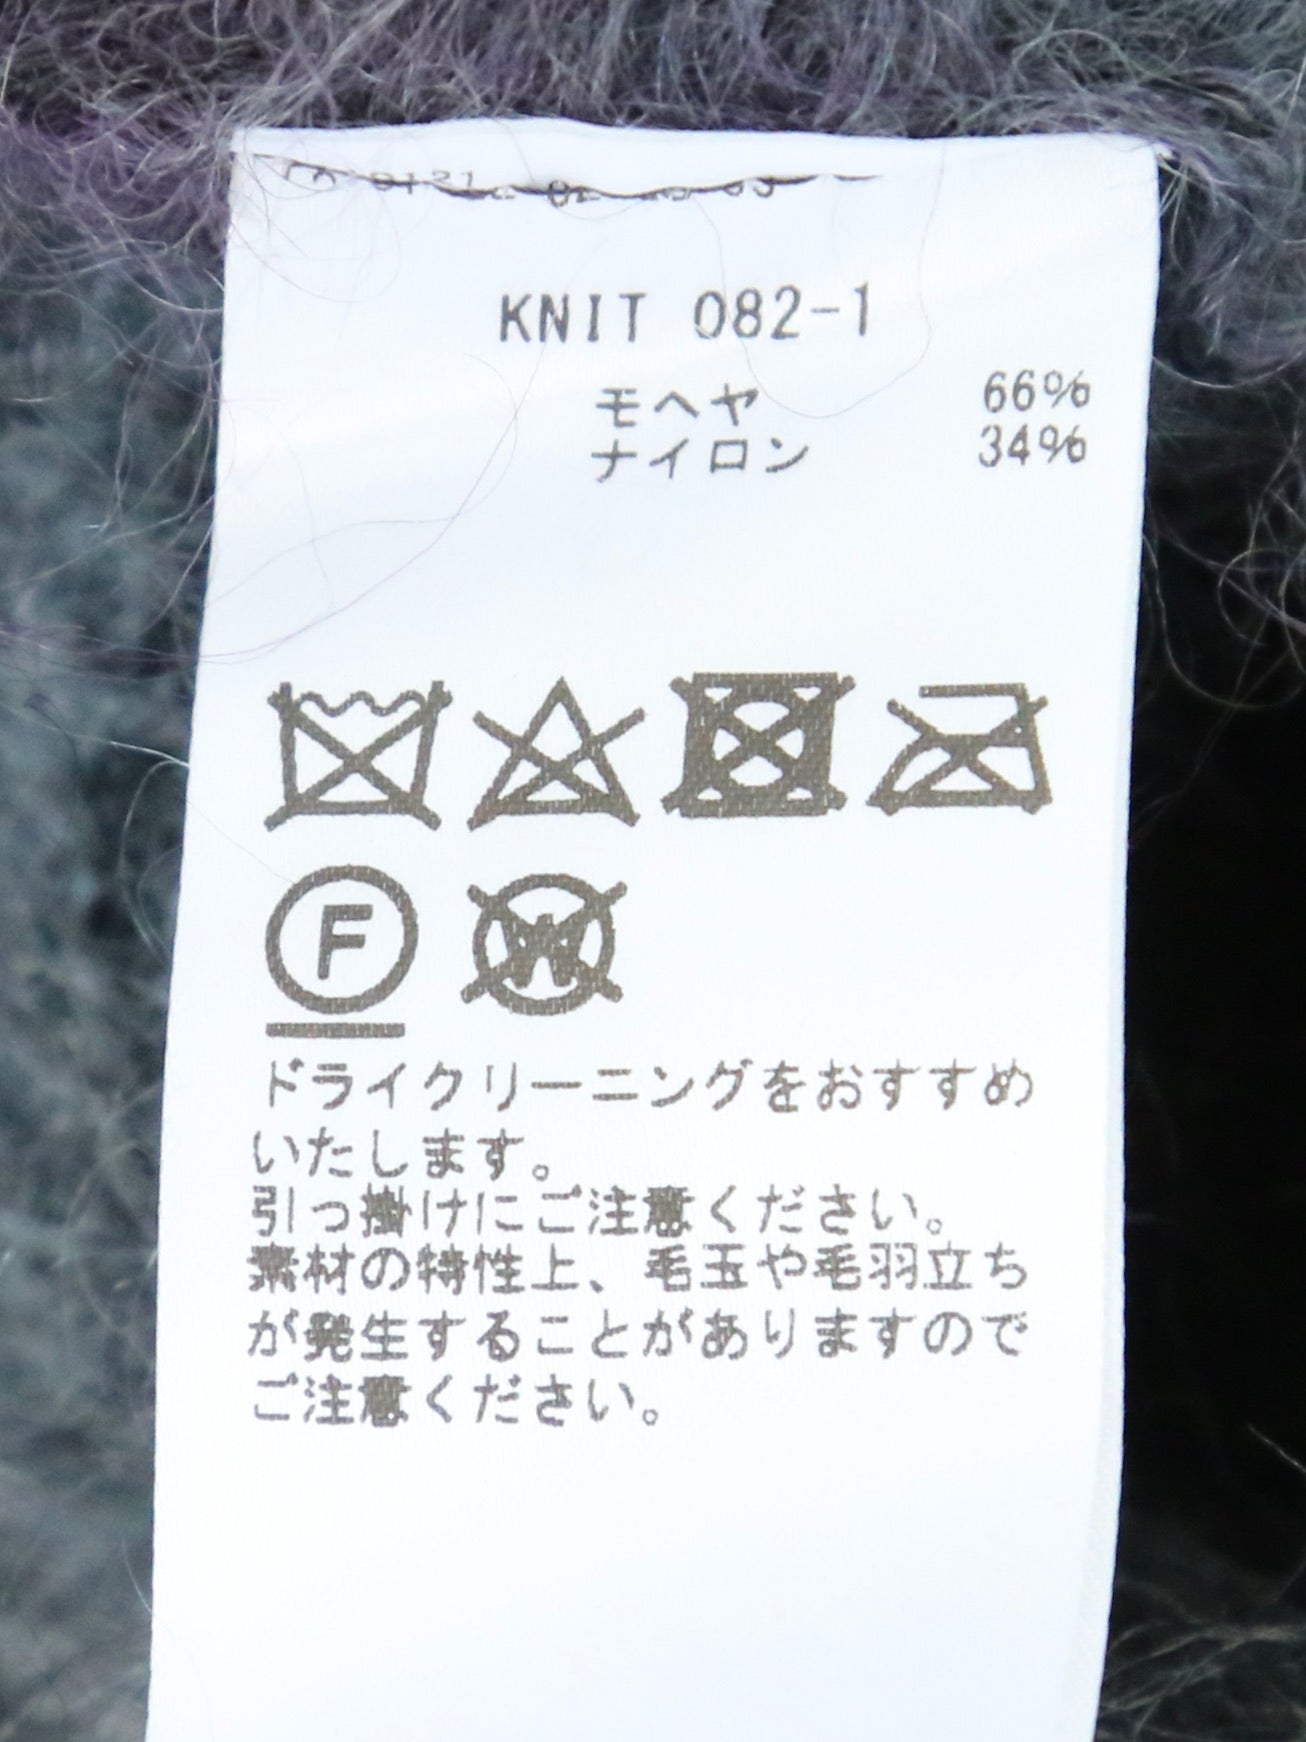 KNIT 082-1
モヘヤ 66%
ナイロン 34%
F
W
ドライクリーニングをおすすめ
いたします。
引っ掛けにご注意ください。
素材の特性上、毛玉や毛羽立ち
が発生することがありますので
ご注意ください。